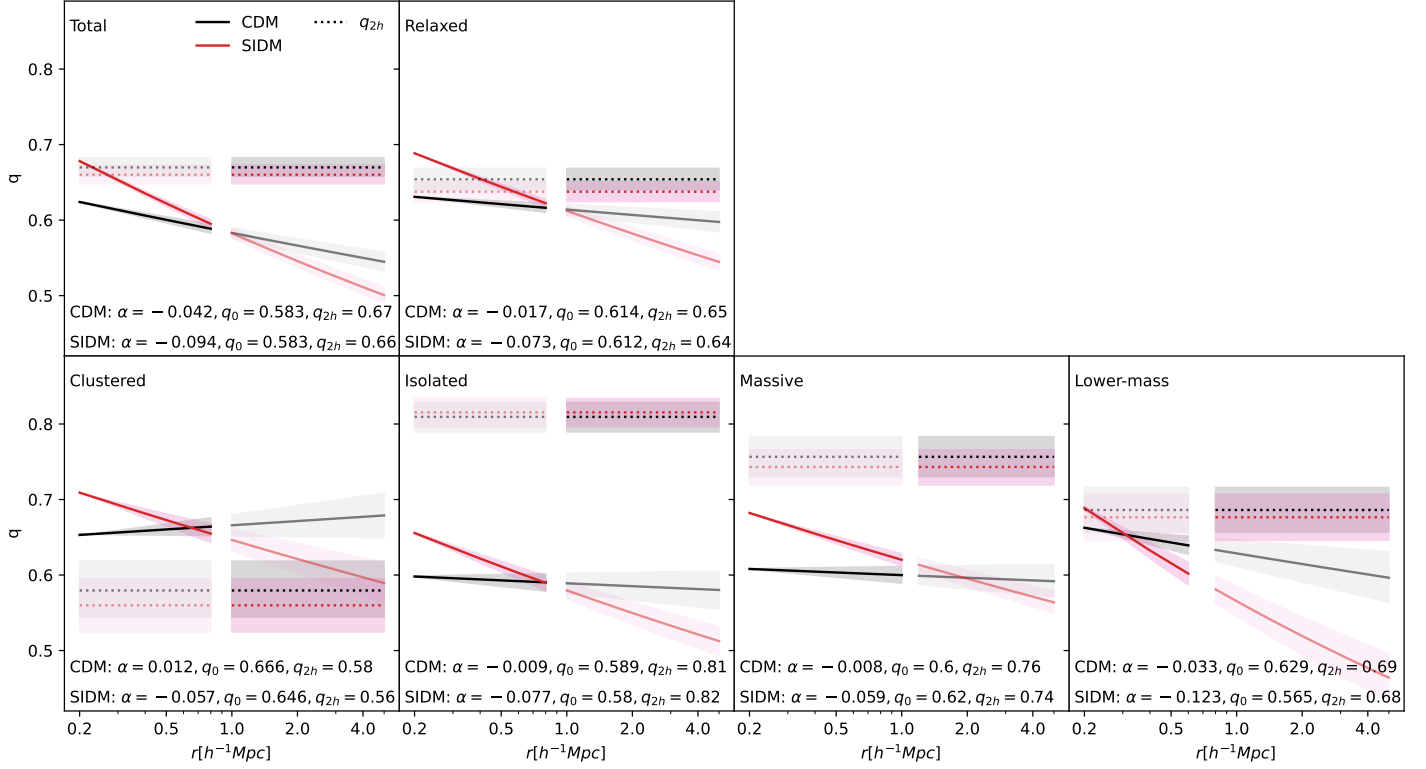 Total
CDM
SIDM
q2h
Relaxed
q
0.8
0.7
0.6
0.5
CDM: α = −0.042, q0 = 0.583, q2h = 0.67
SIDM: α = −0.094, q0 = 0.583, q2h = 0.66
CDM: α = −0.017, q0 = 0.614, q2h = 0.65
SIDM: α = −0.073, q0 = 0.612, q2h = 0.64
Clustered
Isolated
Massive
Lower-mass
q
0.8
0.7
0.6
0.5
CDM: α = 0.012, q0 = 0.666, q2h = 0.58
SIDM: α = −0.057, q0 = 0.646, q2h = 0.56
CDM: α = −0.009, q0 = 0.589, q2h = 0.81
SIDM: α = −0.077, q0 = 0.58, q2h = 0.82
CDM: α = −0.008, q0 = 0.6, q2h = 0.76
SIDM: α = −0.059, q0 = 0.62, q2h = 0.74
CDM: α = −0.033, q0 = 0.629, q2h = 0.69
SIDM: α = −0.123, q0 = 0.565, q2h = 0.68
0.2 0.5 1.0 2.0 4.0
0.2 0.5 1.0 2.0 4.0
0.2 0.5 1.0 2.0 4.0
0.2 0.5 1.0 2.0 4.0
r[h−1Mpc]
r[h−1Mpc]
r[h−1Mpc]
r[h−1Mpc]